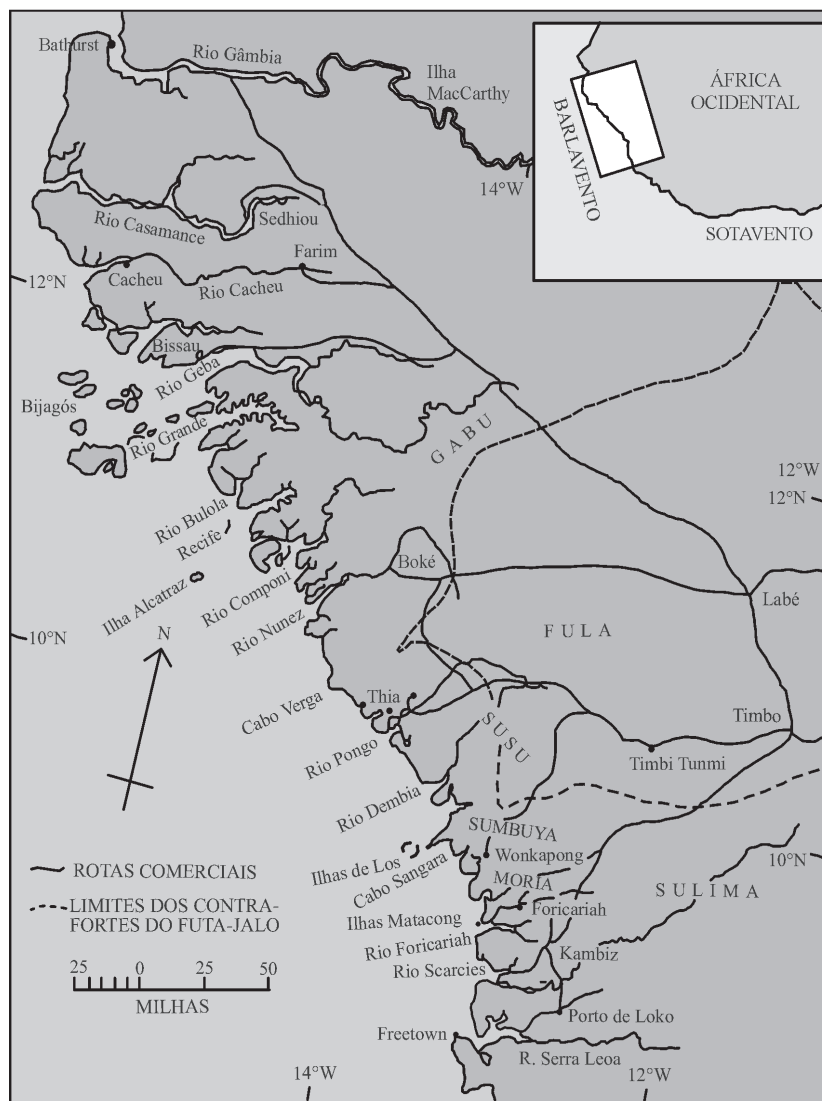 Bathurst
Rio Gâmbia
Ilha
MacCarthy
14°W
ÁFRICA
OCIDENTAL
BARLAVENTO
SOTAVENTO
Rio Casamance
Sedhiou
Farim
12°N
Cacheu
Rio Cacheu
Bissau
Rio Geba
Bijagós
Rio Grande
GABU
12°W
12°N
Rio Bulola
Recife
Boké
Ilha Alcatraz
Rio Componi
Labé
Rio Nunez
FULA
10°N
N
Cabo Verga
Thia
SUSU
Timbo
Rio Pongo
Timbi Tunmi
Rio Dembia
SUMBUYA
Ilhas de Los
Wonkapong
10°N
Cabo Sangara
MORIA
SULIMA
ROTAS COMERCIAIS
LIMITES DOS CONTRA-
FORTES DO FUTA-JALO
Ilhas Matacong
Foricariah
Rio Foricariah
Kambiz
Rio Scarcies
25 0 25 50
MILHAS
Porto de Loko
Freetown
R. Serra Leoa
14°W
12°W